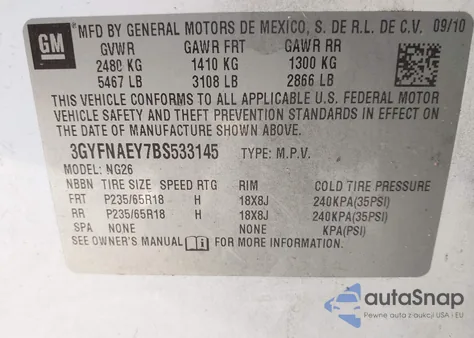 GM
MFD BY GENERAL MOTORS DE MEXICO, S. DE R.L. DE C.V. 09/10
GVWR GAWR FRT GAWR RR
2480 KG 1410 KG 1300 KG
5467 LB 3108 LB 2866 LB
THIS VEHICLE CONFORMS TO ALL APPLICABLE U.S. FEDERAL MOTOR
VEHICLE SAFETY AND THEFT PREVENTION STANDARDS IN EFFECT ON
THE DATE OF MANUFACTURE SHOWN ABOVE.
3GYFNAEY7BS533145 TYPE: M.P.V.
MODEL: NG26
NBBN TIRE SIZE SPEED RTG RIM COLD TIRE PRESSURE
FRT P235/65R18 H 18X8J 240KPA(35PSI)
RR P235/65R18 H 18X8J 240KPA(35PSI)
SPA NONE NONE KPA(PSI)
SEE OWNER'S MANUAL FOR MORE INFORMATION.
autoSnap
Pewne auta z USA i EU